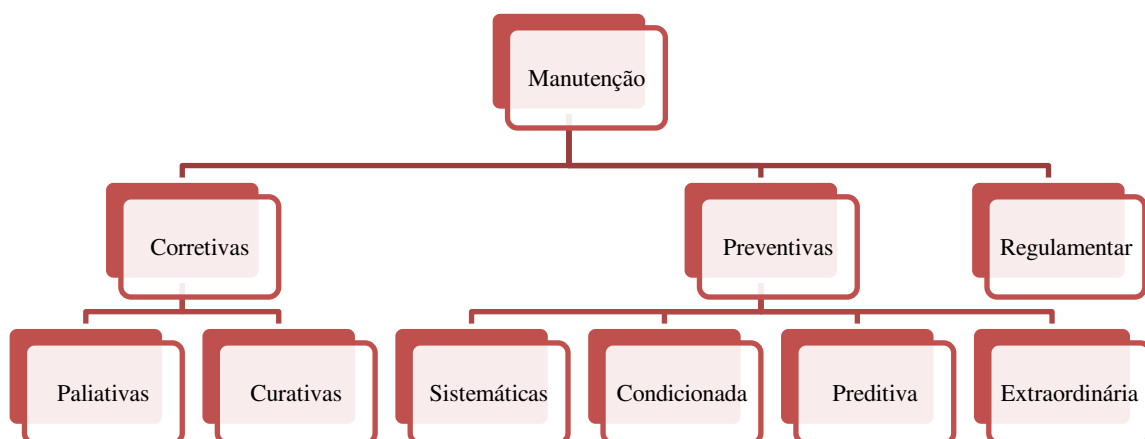 Manutenção
Corretivas
Preventivas
Regulamentar
Paliativas
Curativas
Sistemáticas
Condicionada
Preditiva
Extraordinária